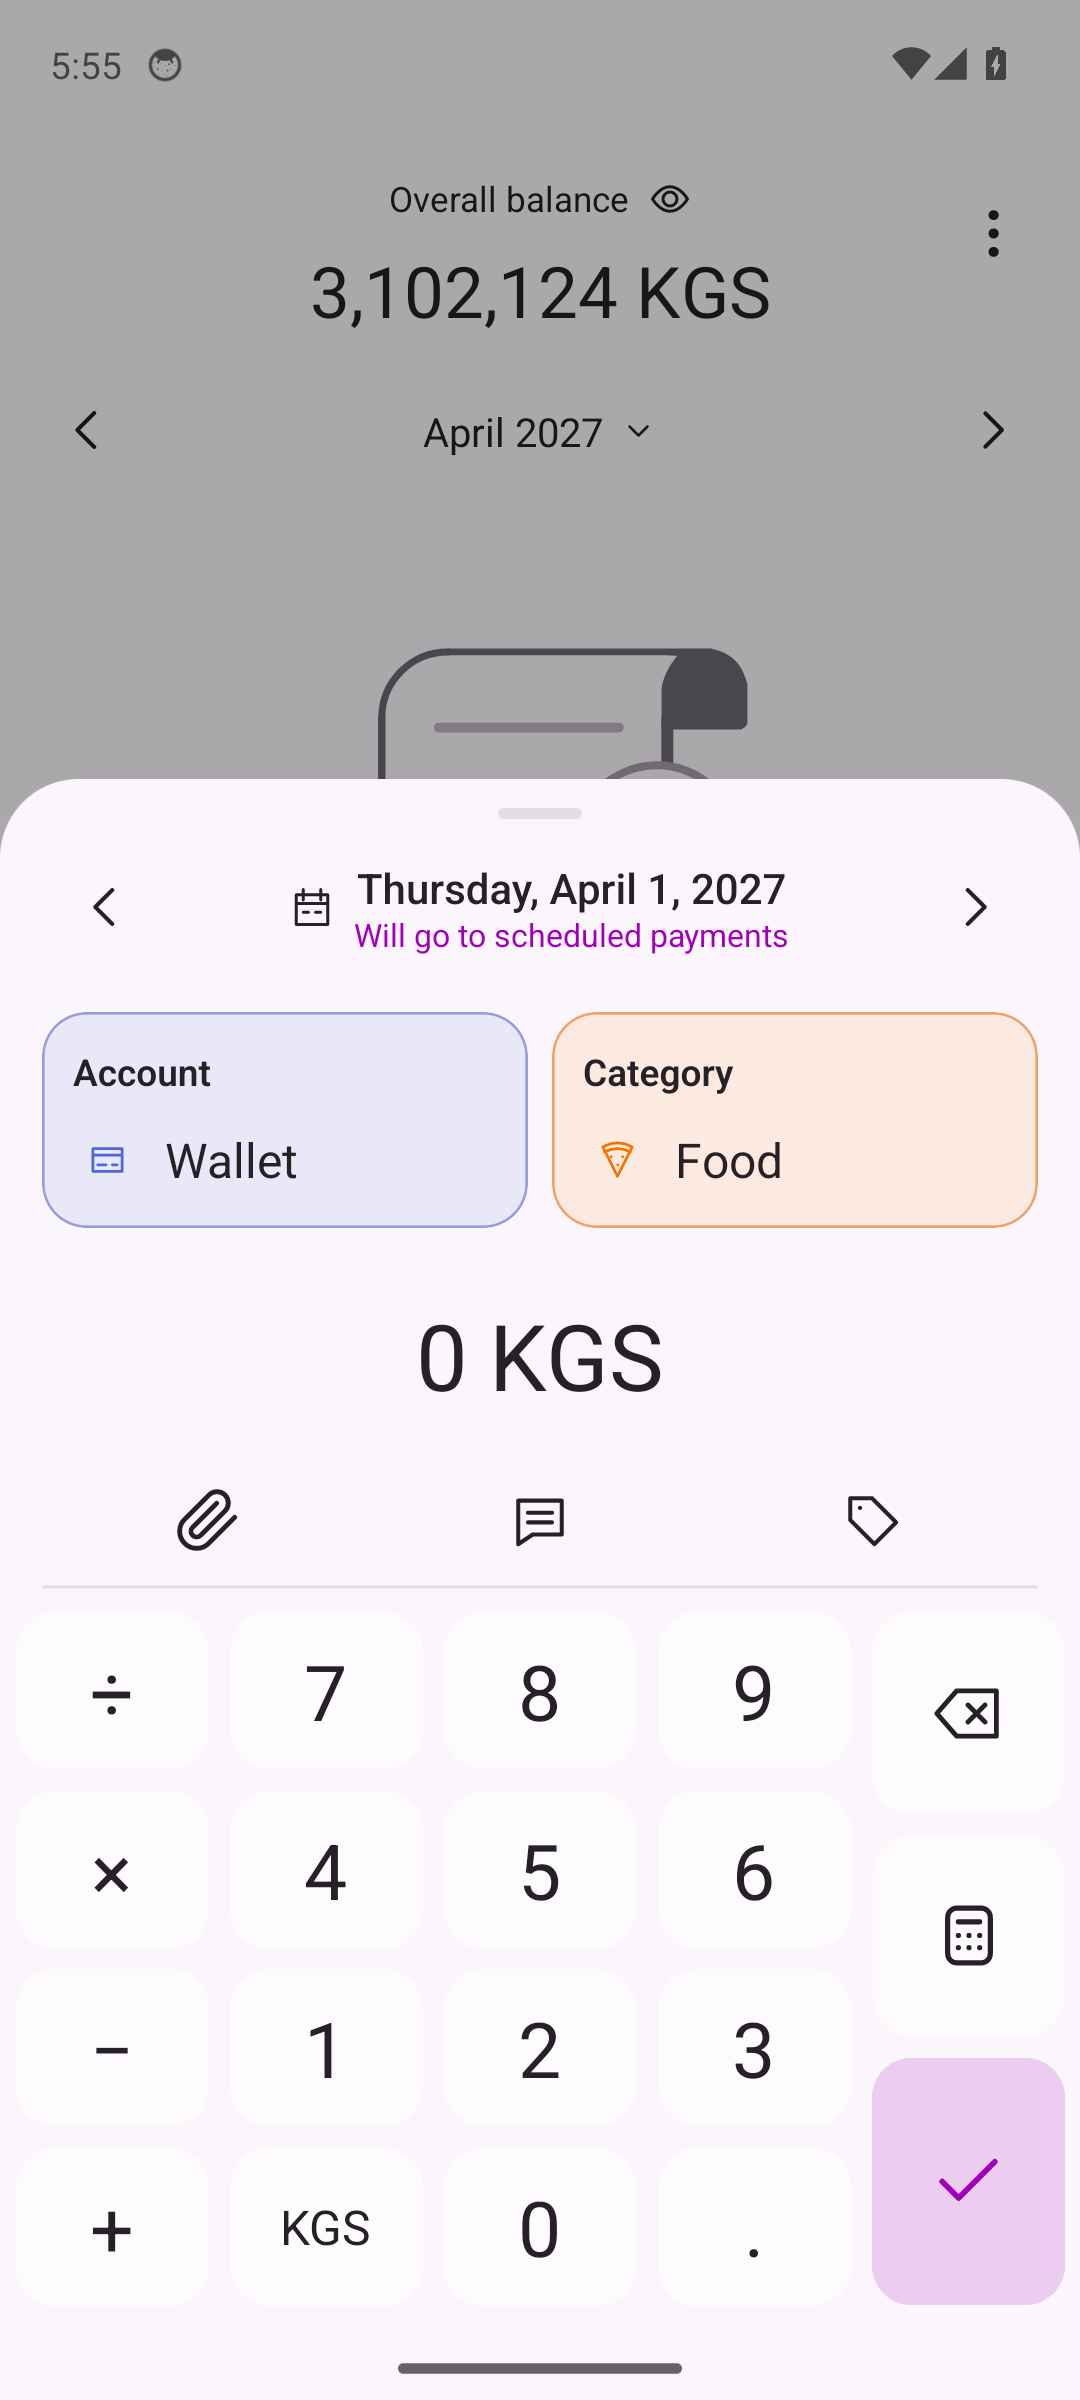 5:55
Overall balance
3,102,124 KGS
April 2027
Thursday, April 1, 2027
Will go to scheduled payments
Account
Category
Wallet
Food
0 KGS
÷ 7 8 9
× 4 5 6
− 1 2 3
+ KGS 0 .